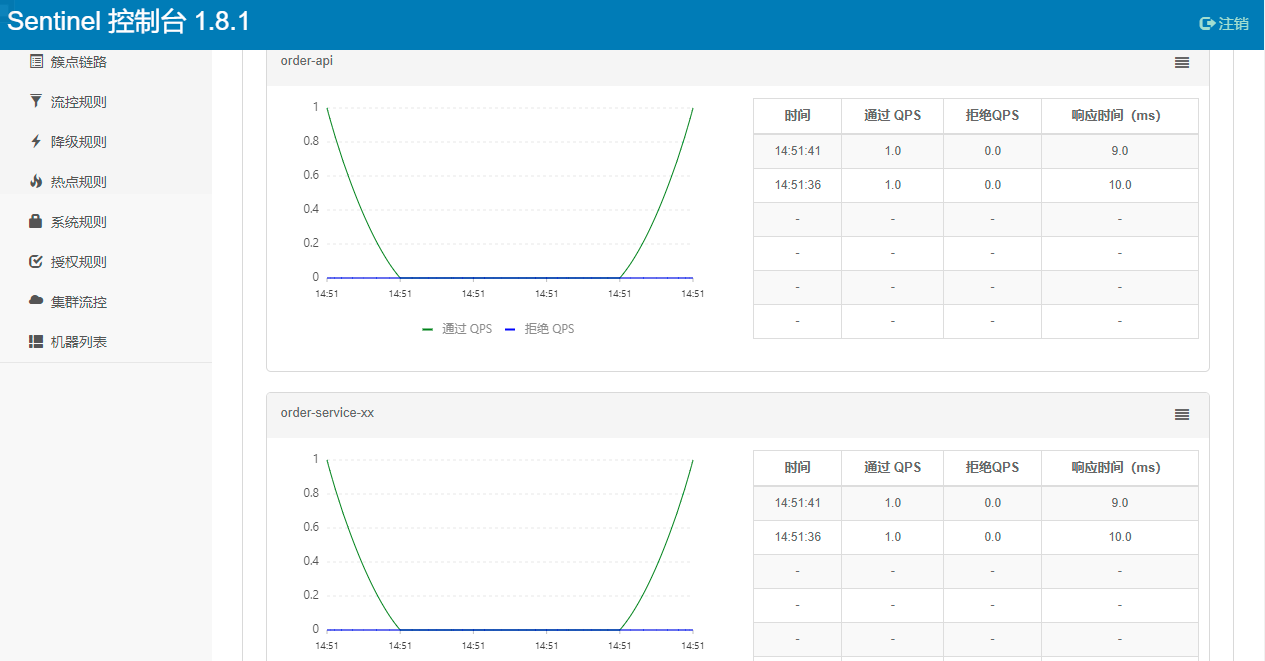 Sentinel 控制台 1.8.1
注销
簇点链路
流控规则
降级规则
热点规则
系统规则
授权规则
集群流控
机器列表
order-api
1
0.8
0.6
0.4
0.2
0
14:51 14:51 14:51 14:51 14:51 14:51
通过 QPS 拒绝 QPS
时间 通过 QPS 拒绝QPS 响应时间（ms）
14:51:41 1.0 0.0 9.0
14:51:36 1.0 0.0 10.0
- - - -
- - - -
- - - -
- - - -
order-service-xx
1
0.8
0.6
0.4
0.2
0
14:51 14:51 14:51 14:51 14:51 14:51
时间 通过 QPS 拒绝QPS 响应时间（ms）
14:51:41 1.0 0.0 9.0
14:51:36 1.0 0.0 10.0
- - - -
- - - -
- - - -